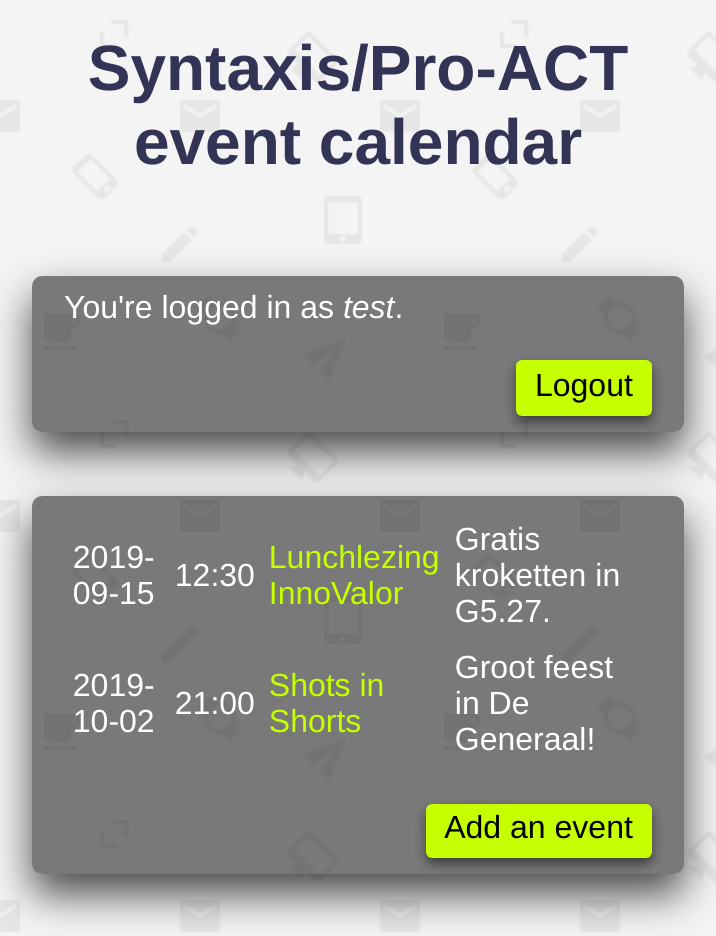 Syntaxis/Pro-ACT
event calendar
You're logged in as test.
Logout
2019-
09-15
12:30
Lunchlezing
InnoValor
Gratis
kroketten in
G5.27.
2019-
10-02
21:00
Shots in
Shorts
Groot feest
in De
Generaal!
Add an event